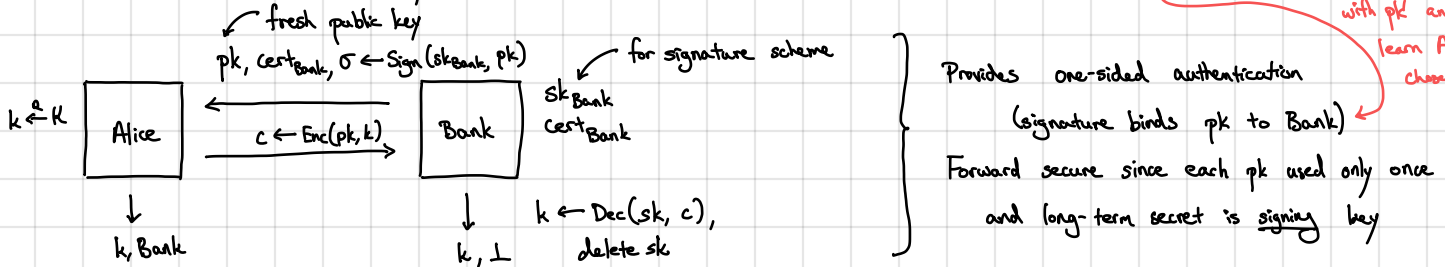 fresh public key
pk, cert_Bank, σ ← Sign(sk_Bank, pk)
for signature scheme
sk_Bank
cert_Bank
k ←ᴿ K
Alice
c ← Enc(pk, k)
Bank
k, Bank
k, ⊥
k ← Dec(sk, c),
delete sk
Provides one-sided authentication
(signature binds pk to Bank)
Forward secure since each pk used only once
and long-term secret is signing key
with pk
learn